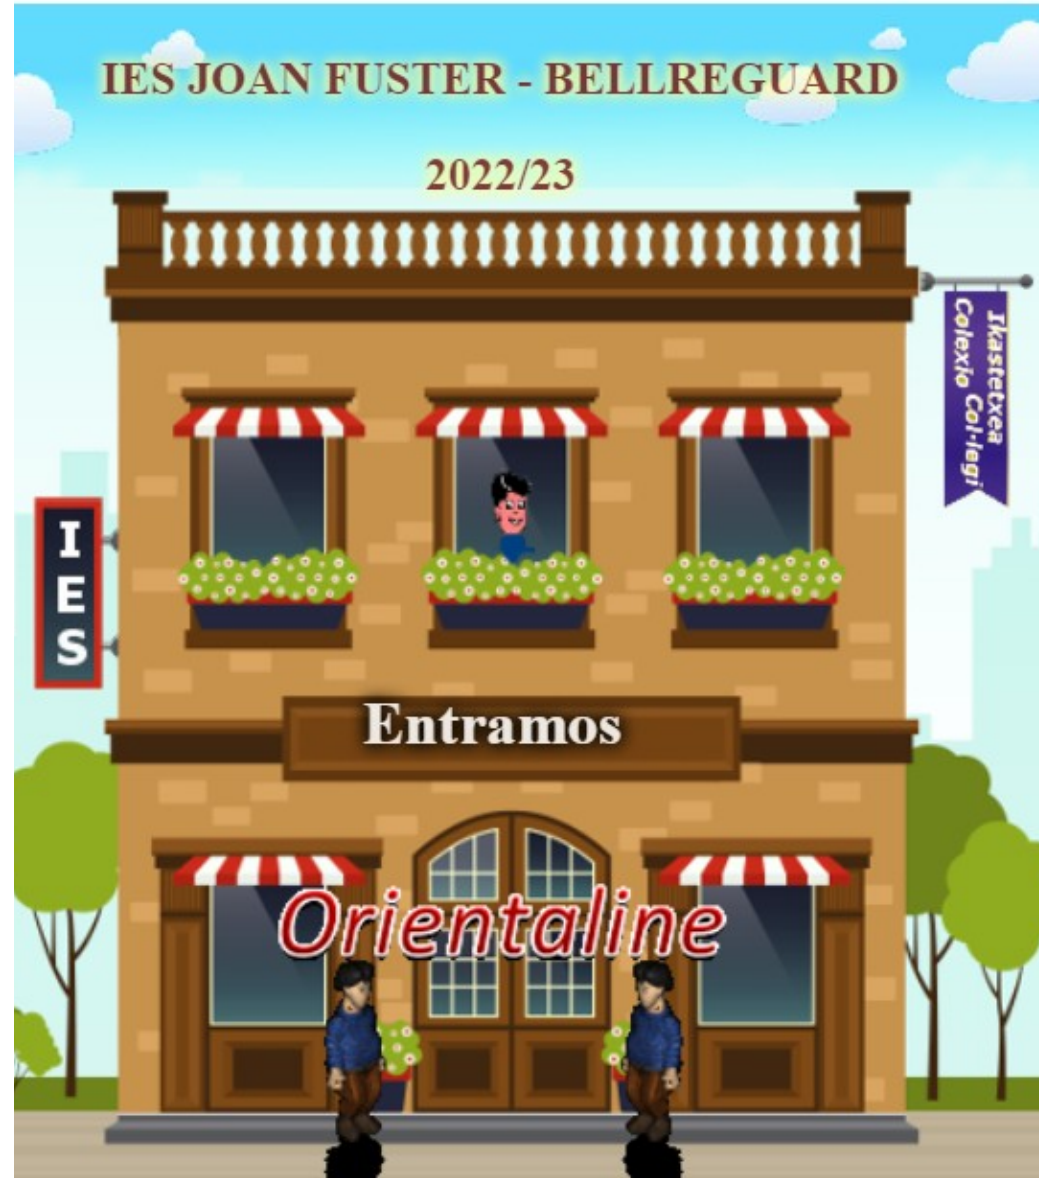 IES JOAN FUSTER - BELLREGUARD
2022/23
Ikastetxea
Colexio Col·legi
I
E
S
Entramos
Orientaline